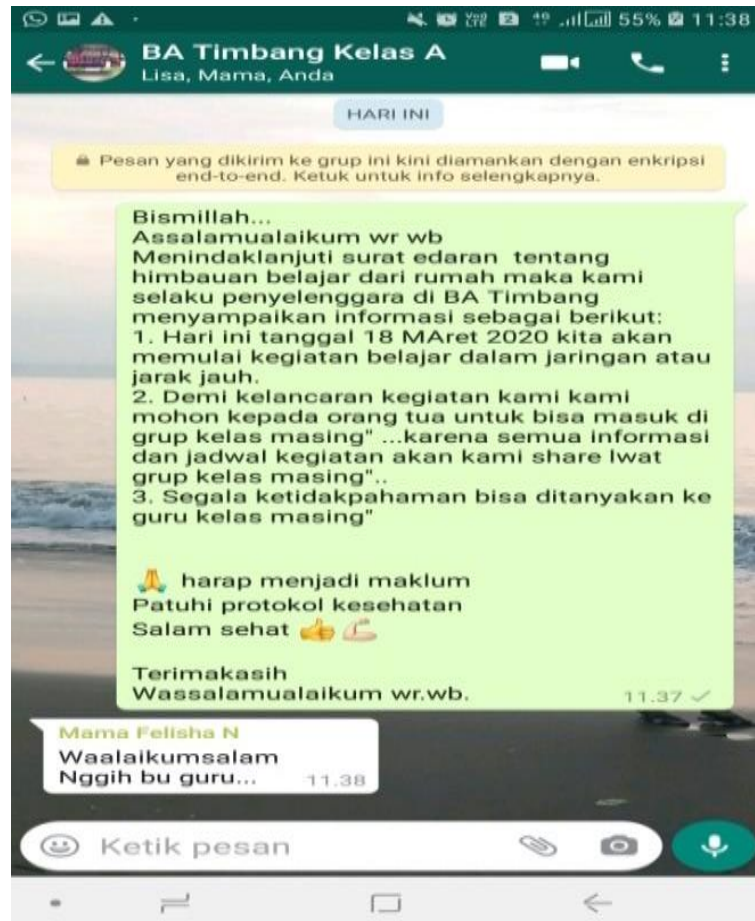 55% 11:38
BA Timbang Kelas A
Lisa, Mama, Anda
HARI INI
Pesan yang dikirim ke grup ini kini diamankan dengan enkripsi
end-to-end. Ketuk untuk info selengkapnya.
Bismillah...
Assalamualaikum wr wb
Menindaklanjuti surat edaran tentang
himbauan belajar dari rumah maka kami
selaku penyelenggara di BA Timbang
menyampaikan informasi sebagai berikut:
1. Hari ini tanggal 18 MAret 2020 kita akan
memulai kegiatan belajar dalam jaringan atau
jarak jauh.
2. Demi kelancaran kegiatan kami kami
mohon kepada orang tua untuk bisa masuk di
grup kelas masing" ...karena semua informasi
dan jadwal kegiatan akan kami share lwat
grup kelas masing"..
3. Segala ketidakpahaman bisa ditanyakan ke
guru kelas masing"
🙏 harap menjadi maklum
Patuhi protokol kesehatan
Salam sehat 👍💪
Terimakasih
Wassalamualaikum wr.wb.
11.37
Mama Felisha N
Waalaikumsalam
Nggih bu guru...
11.38
Ketik pesan